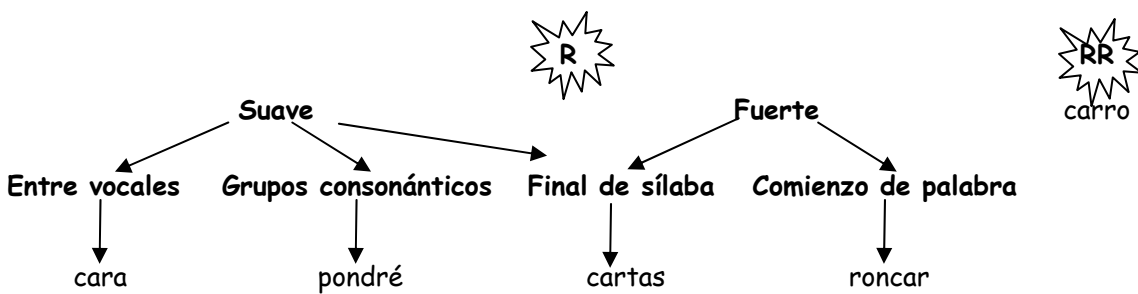 R RR
Suave Fuerte carro
Entre vocales Grupos consonánticos Final de sílaba Comienzo de palabra
cara pondré cartas roncar